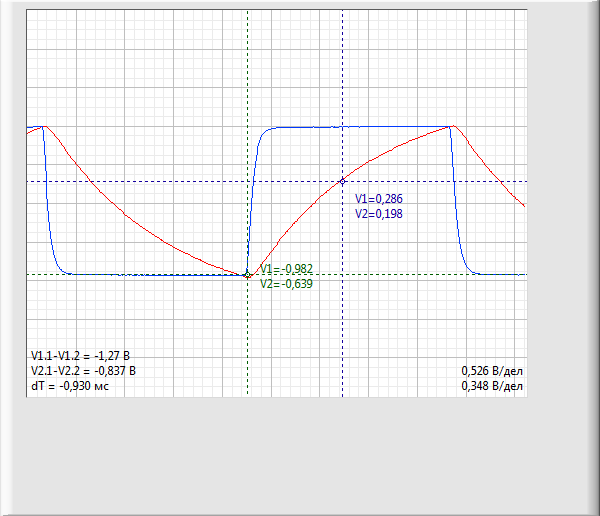 V1=0,286
V2=0,198
V1=-0,982
V2=-0,639
V1.1-V1.2 = -1,27 В
V2.1-V2.2 = -0,837 В
0,526 В/дел
dT = -0,930 мс
0,348 В/дел